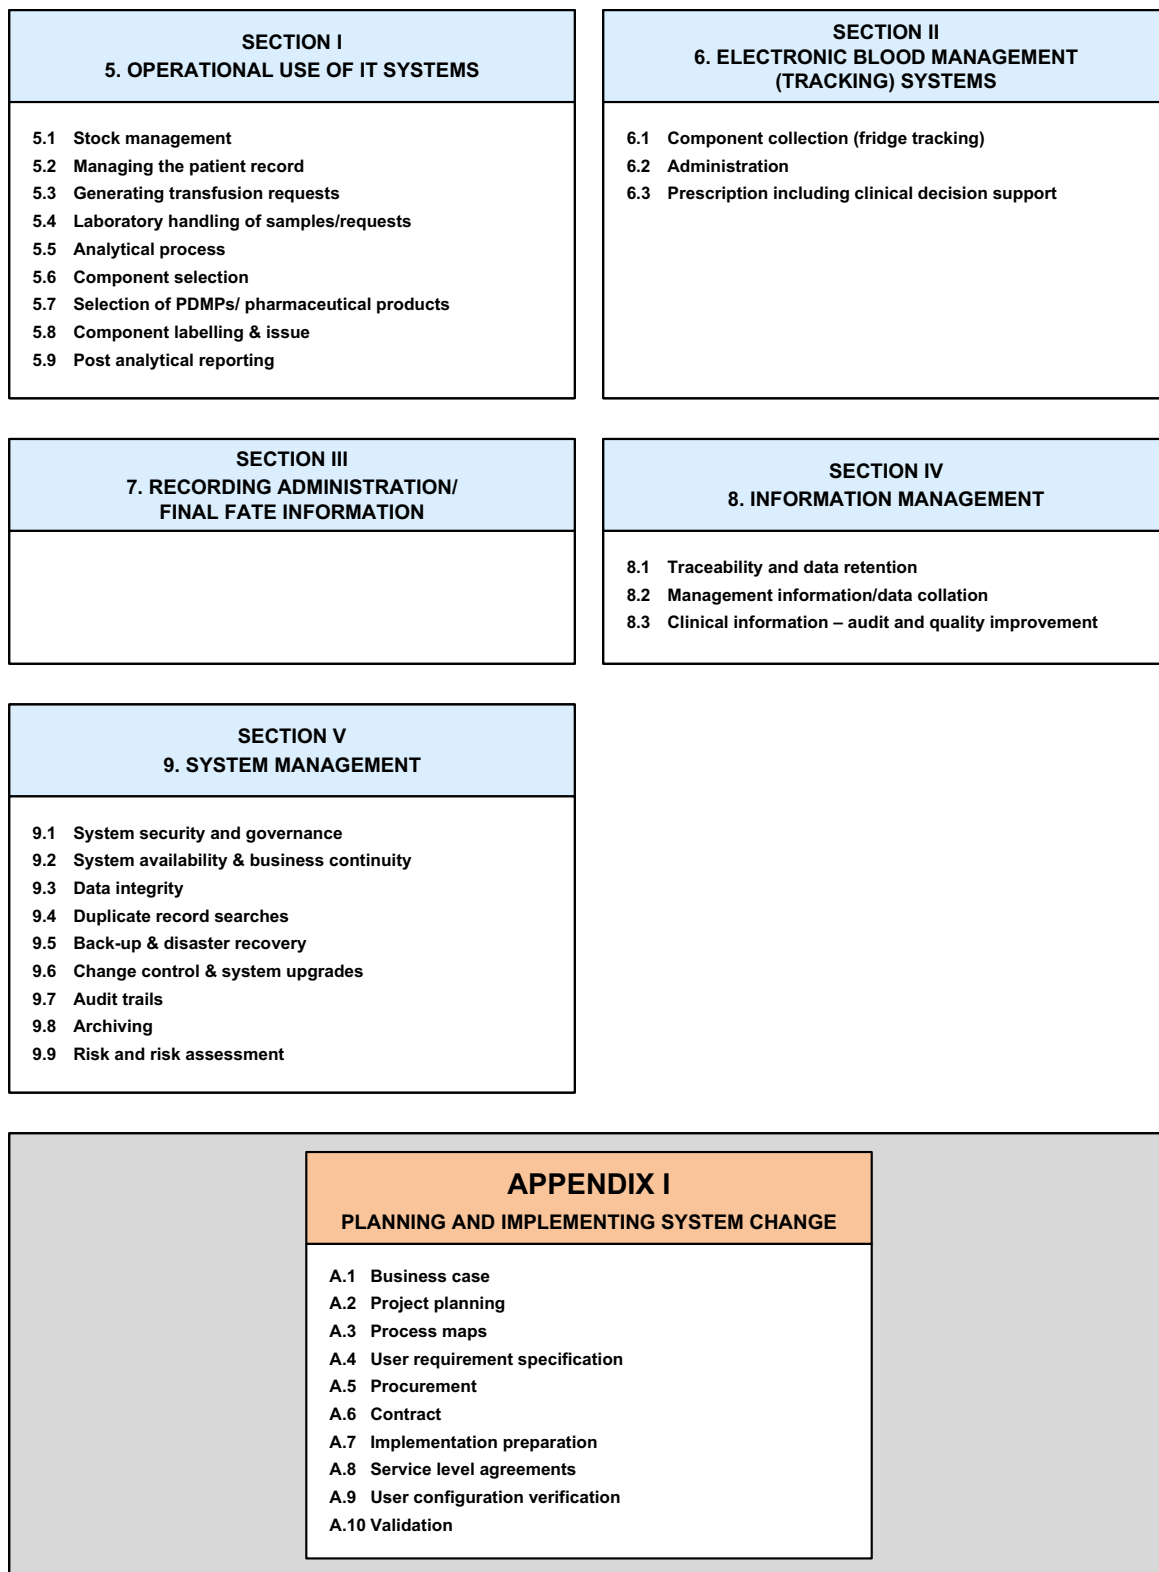 SECTION I
5. OPERATIONAL USE OF IT SYSTEMS
5.1 Stock management
5.2 Managing the patient record
5.3 Generating transfusion requests
5.4 Laboratory handling of samples/requests
5.5 Analytical process
5.6 Component selection
5.7 Selection of PDMPs/ pharmaceutical products
5.8 Component labelling & issue
5.9 Post analytical reporting
SECTION II
6. ELECTRONIC BLOOD MANAGEMENT
(TRACKING) SYSTEMS
6.1 Component collection (fridge tracking)
6.2 Administration
6.3 Prescription including clinical decision support
SECTION III
7. RECORDING ADMINISTRATION/
FINAL FATE INFORMATION
SECTION IV
8. INFORMATION MANAGEMENT
8.1 Traceability and data retention
8.2 Management information/data collation
8.3 Clinical information – audit and quality improvement
SECTION V
9. SYSTEM MANAGEMENT
9.1 System security and governance
9.2 System availability & business continuity
9.3 Data integrity
9.4 Duplicate record searches
9.5 Back-up & disaster recovery
9.6 Change control & system upgrades
9.7 Audit trails
9.8 Archiving
9.9 Risk and risk assessment
APPENDIX I
PLANNING AND IMPLEMENTING SYSTEM CHANGE
A.1 Business case
A.2 Project planning
A.3 Process maps
A.4 User requirement specification
A.5 Procurement
A.6 Contract
A.7 Implementation preparation
A.8 Service level agreements
A.9 User configuration verification
A.10 Validation